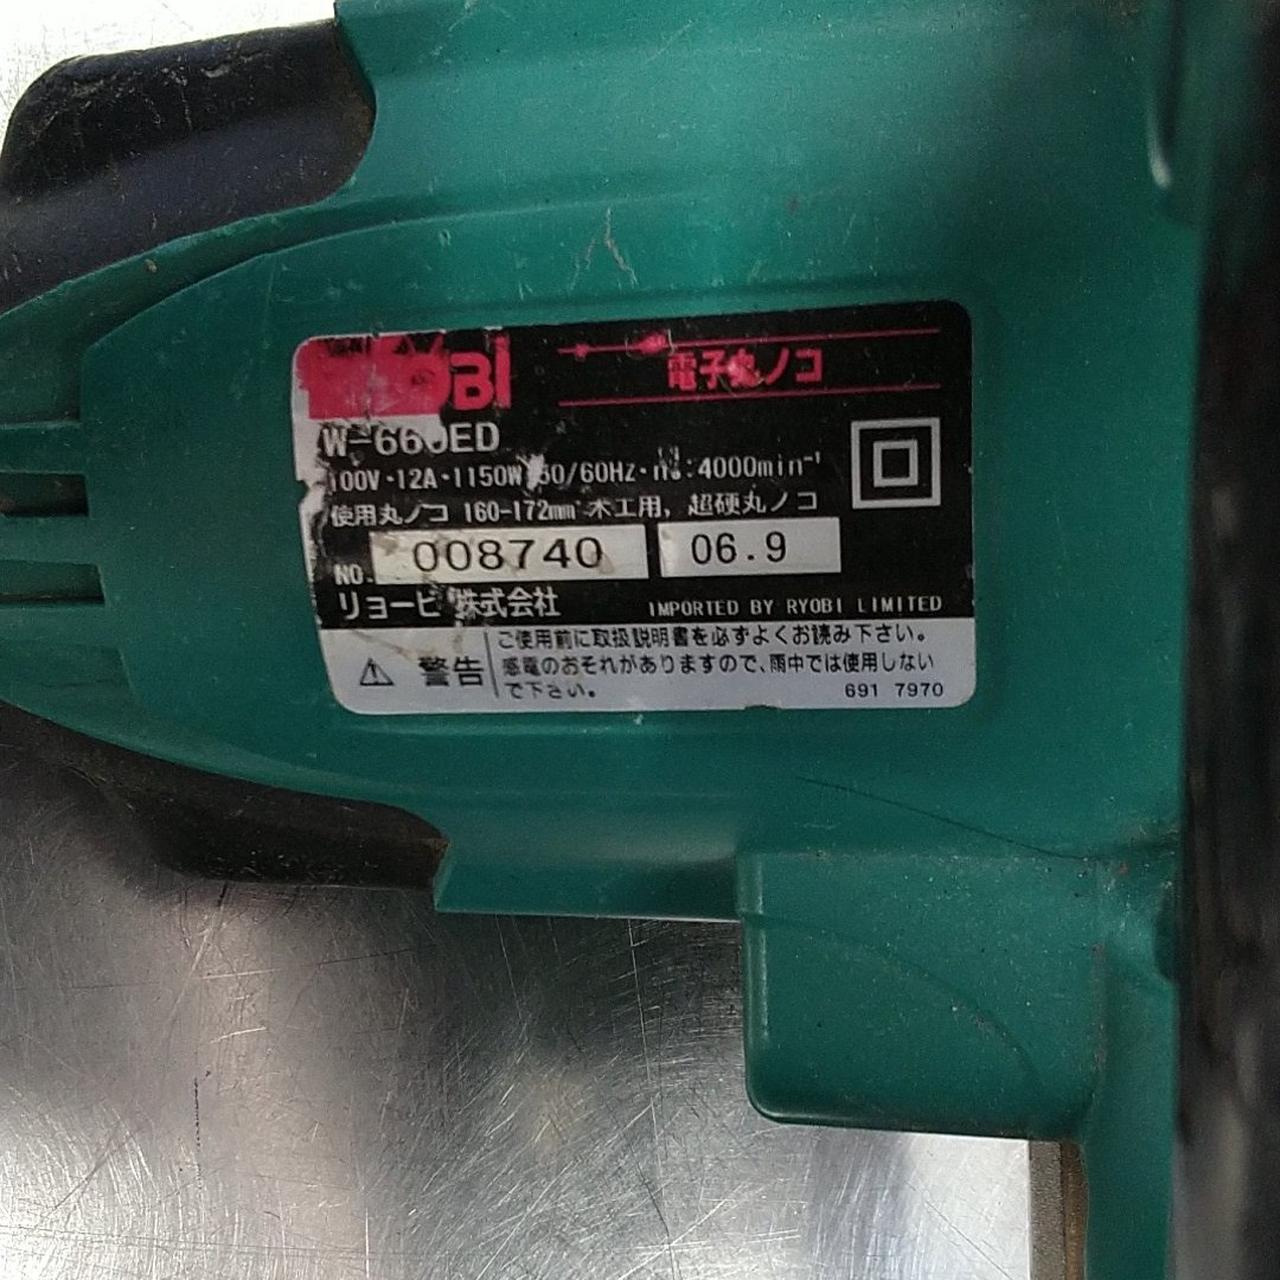 電子丸ノコ
W-660ED
100V・12A・1150W 50/60HZ・n₀:4000min⁻¹
使用丸ノコ 160-172mm 木工用, 超硬丸ノコ
NO. 008740 06.9
リョービ 株式会社 IMPORTED BY RYOBI LIMITED
⚠ 警告
ご使用前に取扱説明書を必ずよくお読み下さい。
感電のおそれがありますので、雨中では使用しない
で下さい。
691 7970